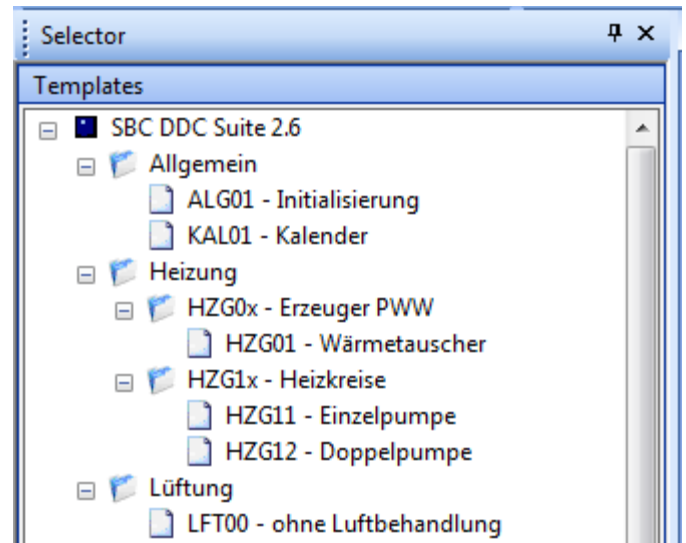 Selector
Templates
SBC DDC Suite 2.6
Allgemein
ALG01 - Initialisierung
KAL01 - Kalender
Heizung
HZG0x - Erzeuger PWW
HZG01 - Wärmetauscher
HZG1x - Heizkreise
HZG11 - Einzelpumpe
HZG12 - Doppelpumpe
Lüftung
LFT00 - ohne Luftbehandlung